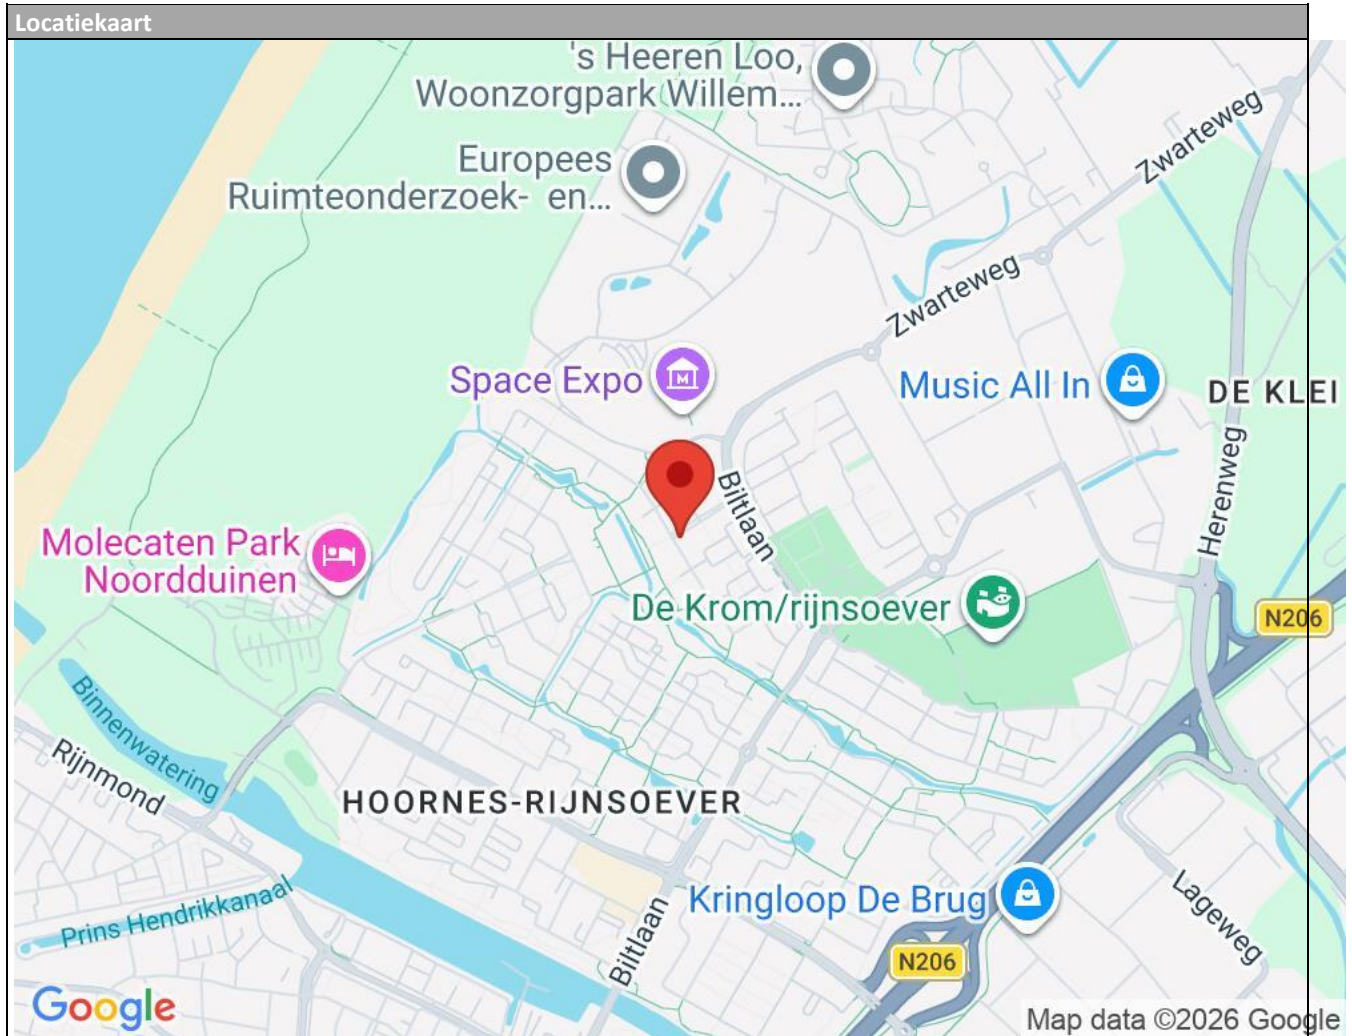 Locatiekaart
's Heeren Loo,
Woonzorgpark Willem...
Europees
Ruimteonderzoek- en...
Zwarteweg
Zwarteweg
Space Expo
Music All In
DE KLEI
Herenweg
Biltlaan
Molecaten Park
Noordduinen
De Krom/rijnsoever
N206
Binnenwatering
Rijnmond
HOORNES-RIJNSOEVER
Kringloop De Brug
Lageweg
Prins Hendrikkanaal
Biltlaan
N206
Google
Map data ©2026 Google